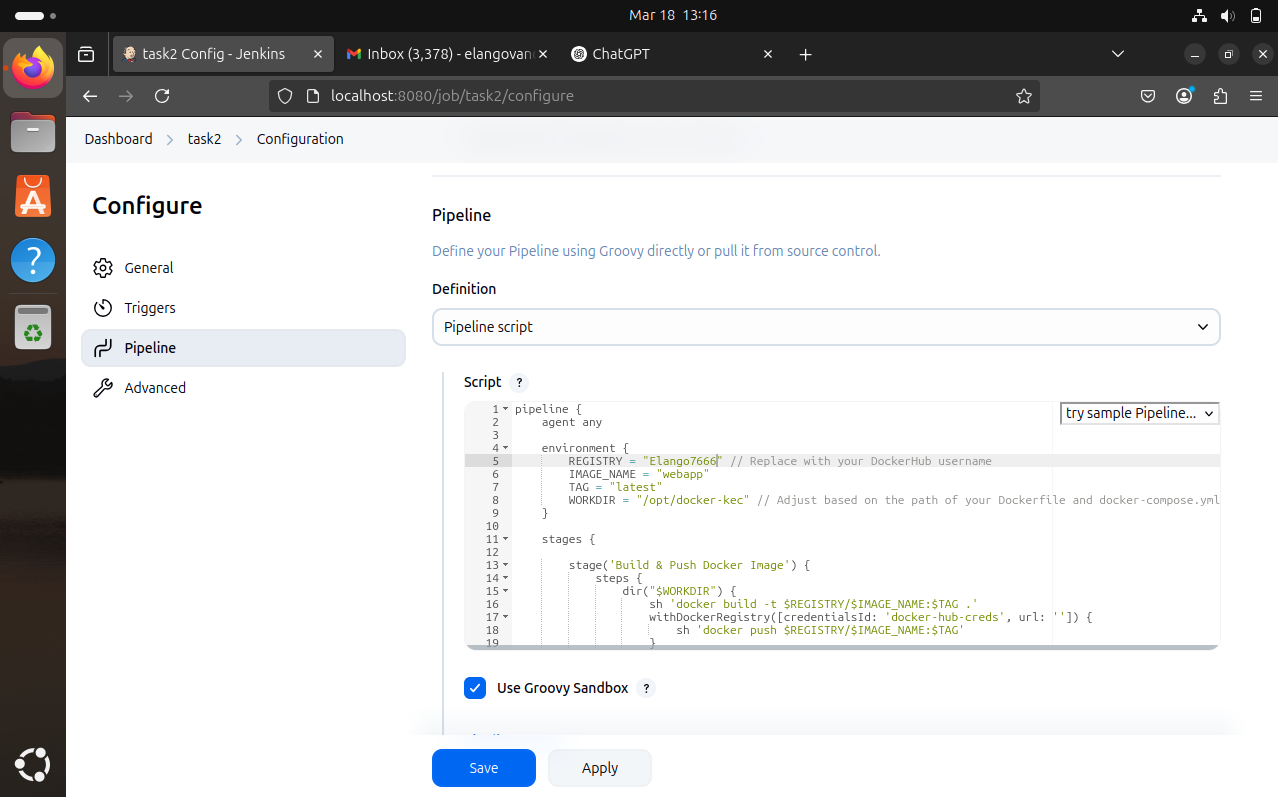 Mar 18 13:16
task2 Config - Jenkins
Inbox (3,378) - elangovan
ChatGPT
localhost:8080/job/task2/configure
Dashboard
task2
Configuration
Configure
General
Triggers
Pipeline
Advanced
Pipeline
Define your Pipeline using Groovy directly or pull it from source control.
Definition
Pipeline script
Script ?
try sample Pipeline...
1 pipeline {
2     agent any
3
4     environment {
5         REGISTRY = "Elango7666" // Replace with your DockerHub username
6         IMAGE_NAME = "webapp"
7         TAG = "latest"
8         WORKDIR = "/opt/docker-kec" // Adjust based on the path of your Dockerfile and docker-compose.yml
9     }
10
11     stages {
12
13         stage('Build & Push Docker Image') {
14             steps {
15                 dir("$WORKDIR") {
16                     sh 'docker build -t $REGISTRY/$IMAGE_NAME:$TAG .'
17                     withDockerRegistry([credentialsId: 'docker-hub-creds', url: '']) {
18                         sh 'docker push $REGISTRY/$IMAGE_NAME:$TAG'
19                     }
Use Groovy Sandbox ?
Save
Apply